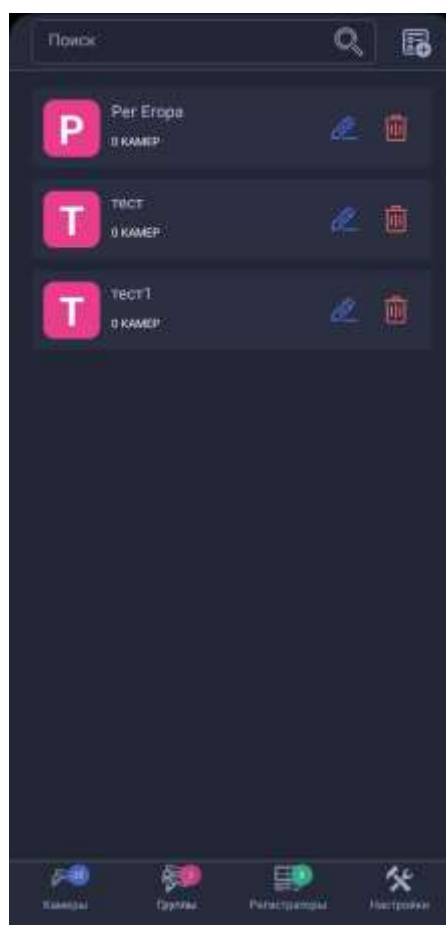 Поиск
P
Рег Егора
0 КАМЕР
T
тест
0 КАМЕР
T
тест1
0 КАМЕР
Камеры
Группы
Регистраторы
Настройки